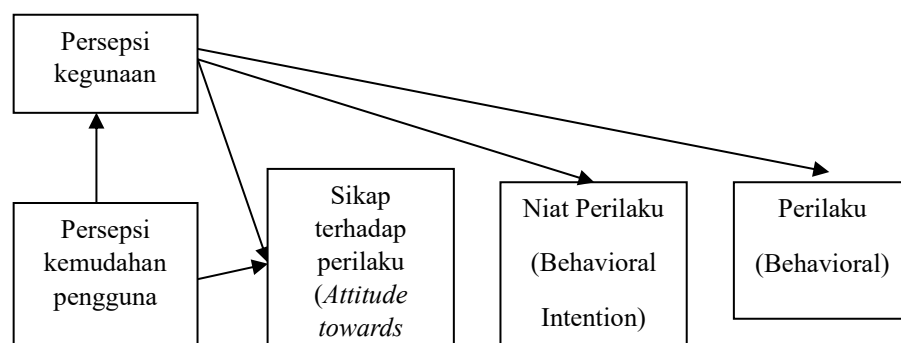 Persepsi
kegunaan
Persepsi
kemudahan
pengguna
Sikap
terhadap
perilaku
(Attitude
towards
Niat Perilaku
(Behavioral
Intention)
Perilaku
(Behavioral)